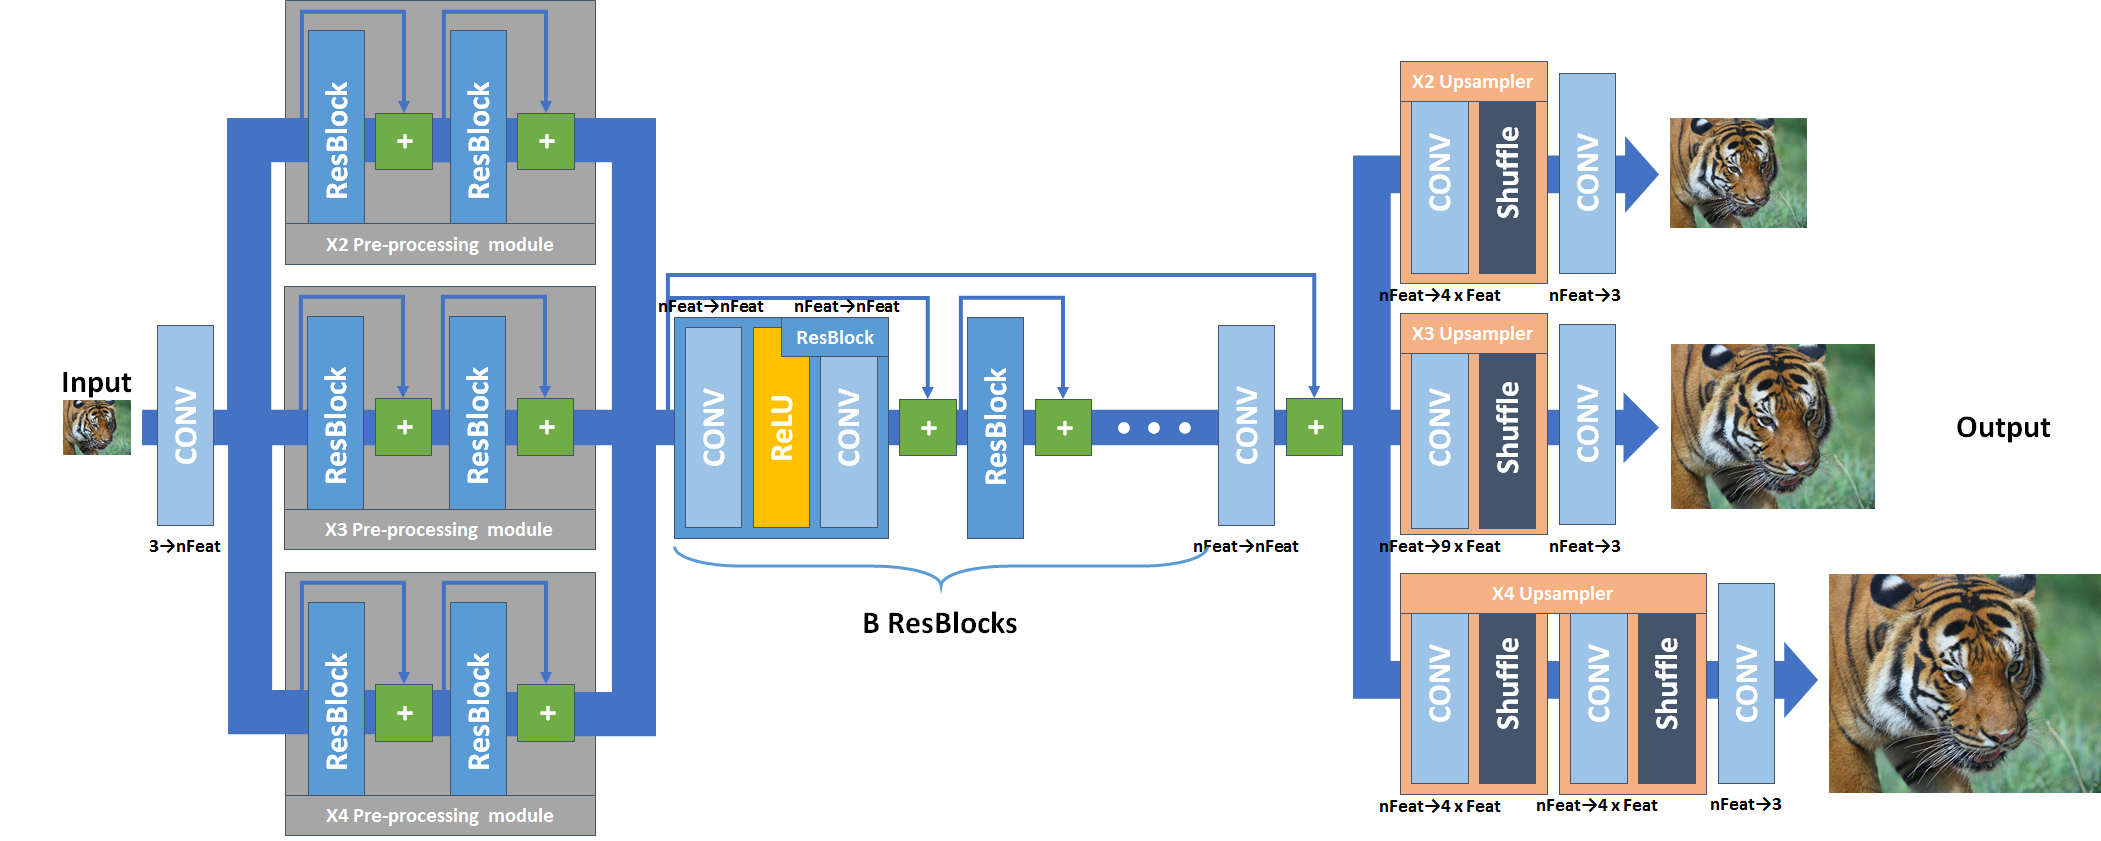 Input
CONV
3→nFeat
ResBlock
+
ResBlock
+
X2 Pre-processing module
ResBlock
+
ResBlock
+
X3 Pre-processing module
ResBlock
+
ResBlock
+
X4 Pre-processing module
nFeat→nFeat
nFeat→nFeat
ResBlock
CONV
ReLU
CONV
+
ResBlock
+
CONV
nFeat→nFeat
+
B ResBlocks
X2 Upsampler
CONV
Shuffle
CONV
nFeat→4 x Feat
nFeat→3
X3 Upsampler
CONV
Shuffle
CONV
nFeat→9 x Feat
nFeat→3
X4 Upsampler
CONV
Shuffle
CONV
Shuffle
CONV
nFeat→4 x Feat
nFeat→4 x Feat
nFeat→3
Output